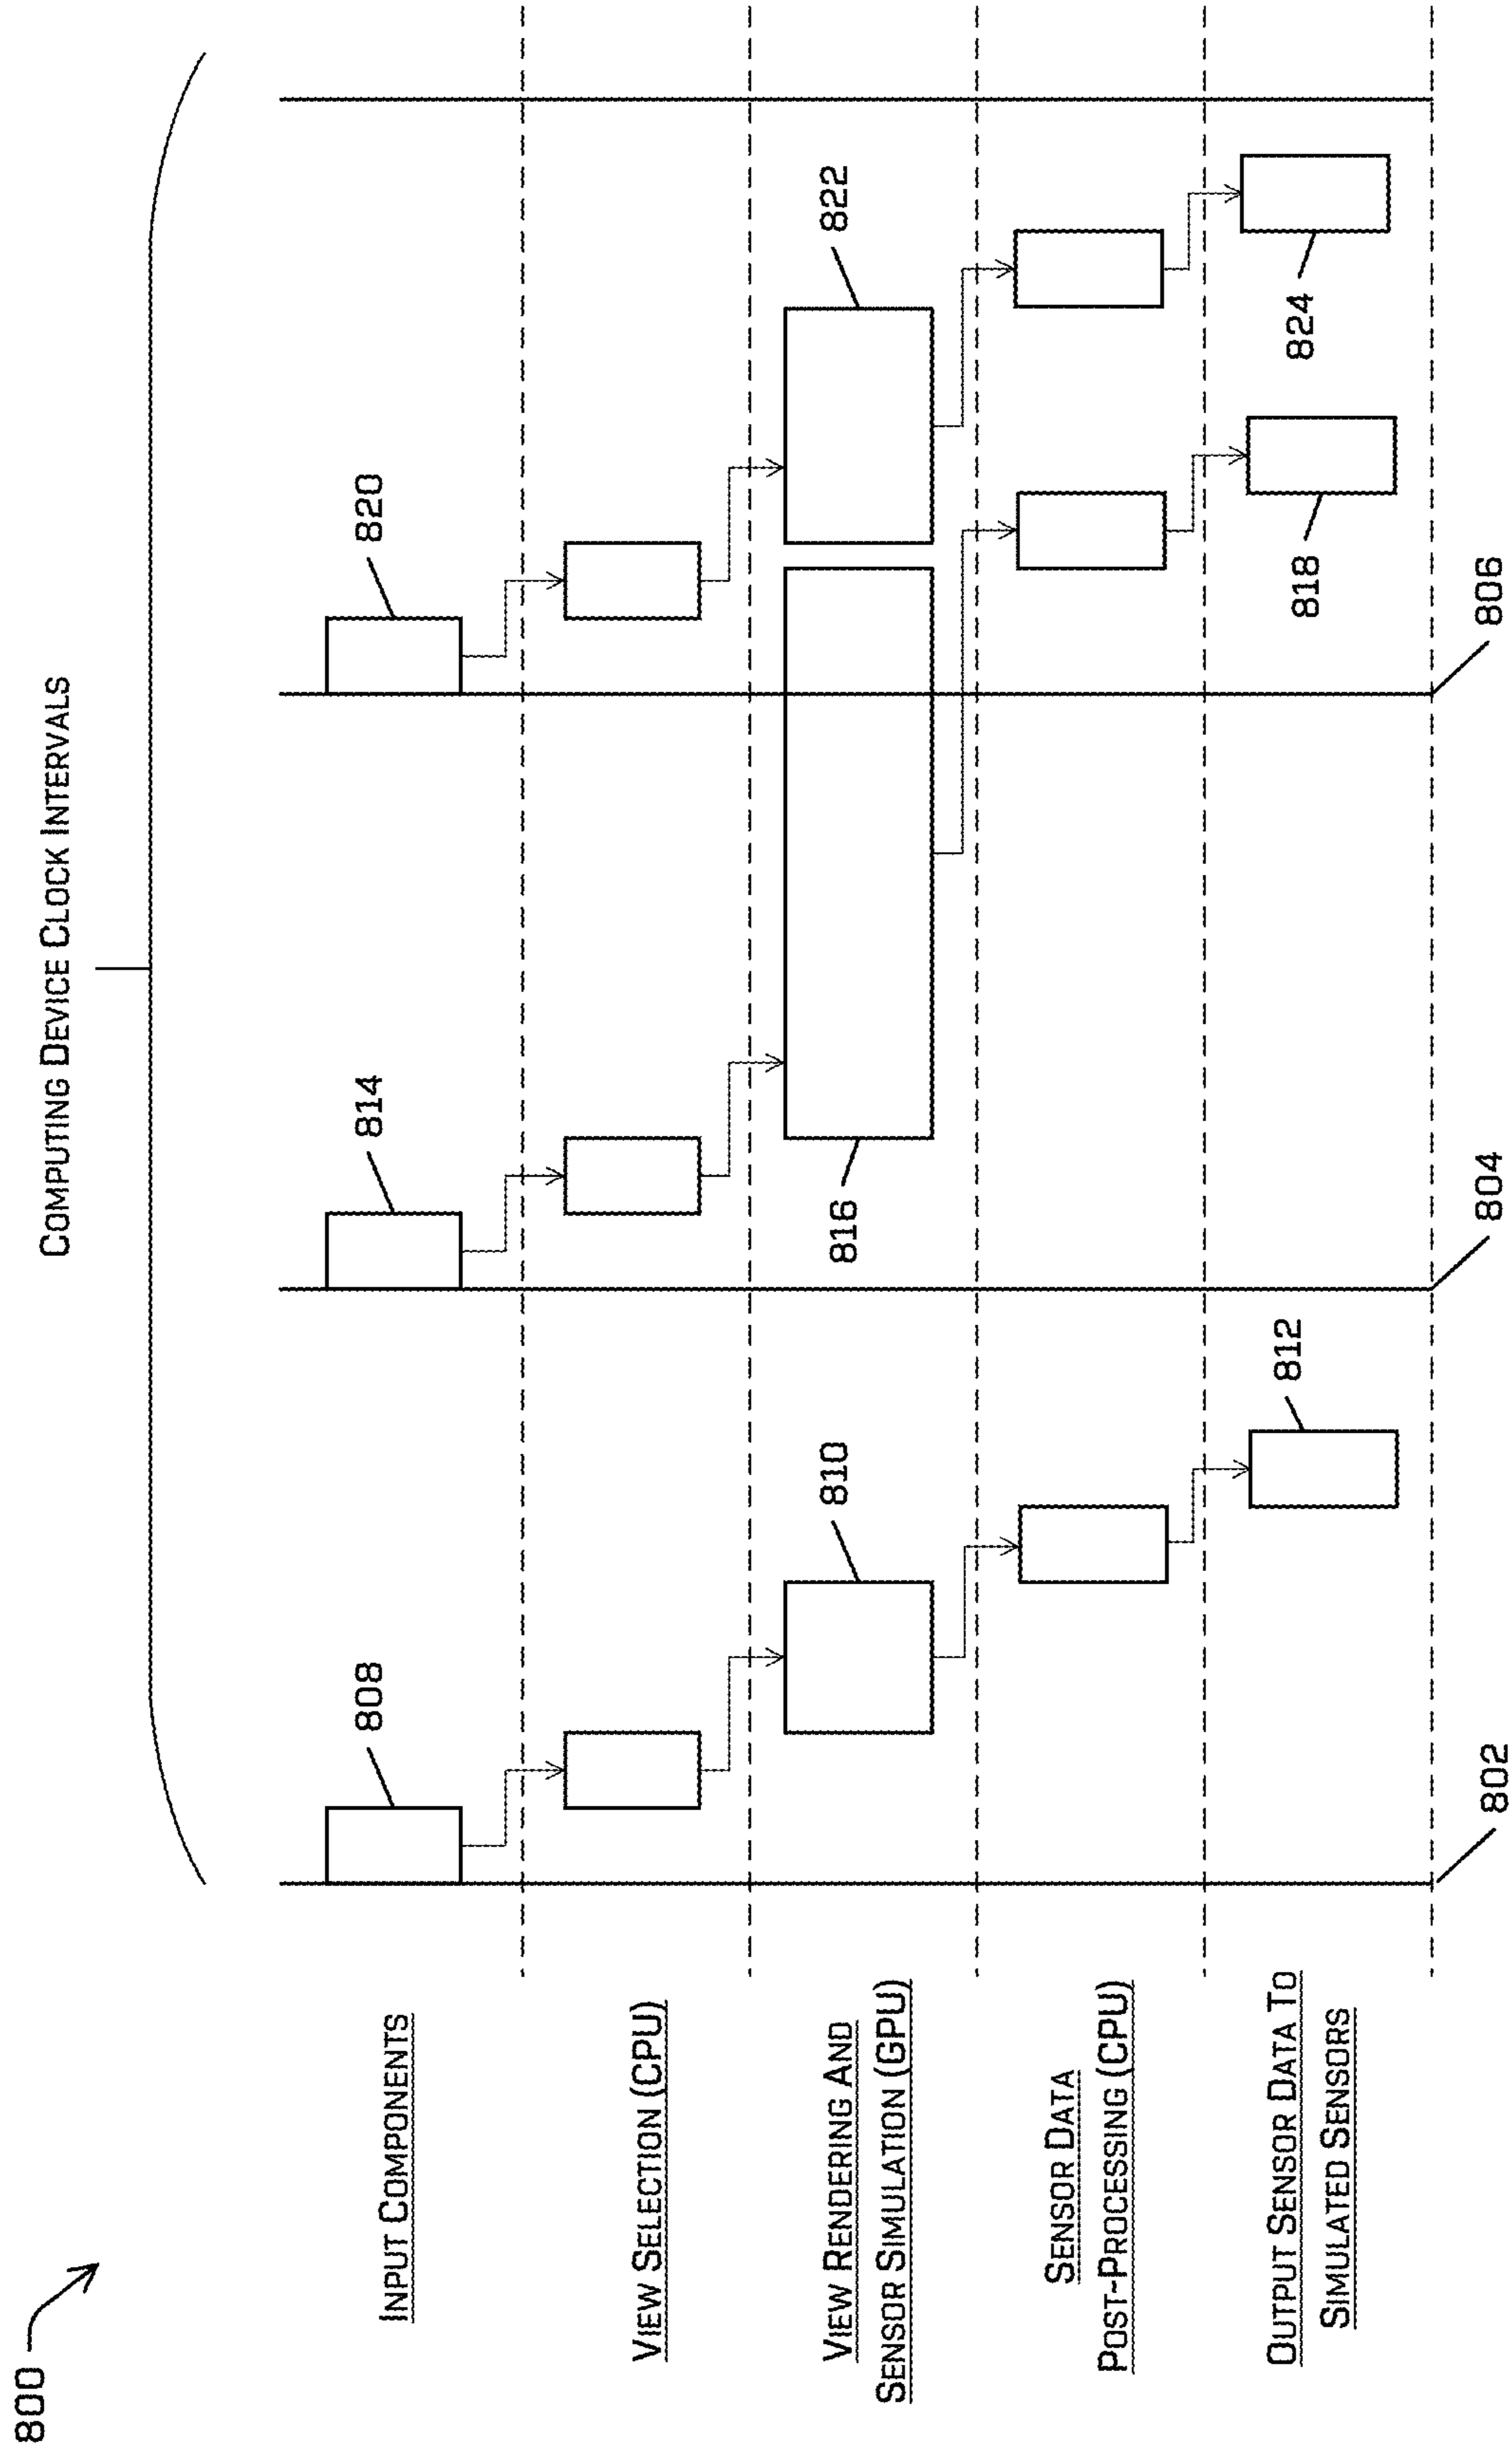 800
COMPUTING DEVICE CLOCK INTERVALS
INPUT COMPONENTS
808
814
820
VIEW SELECTION (CPU)
VIEW RENDERING AND
SENSOR SIMULATION (GPU)
810
816
822
SENSOR DATA
POST-PROCESSING (CPU)
OUTPUT SENSOR DATA TO
SIMULATED SENSORS
812
818
824
802
804
806